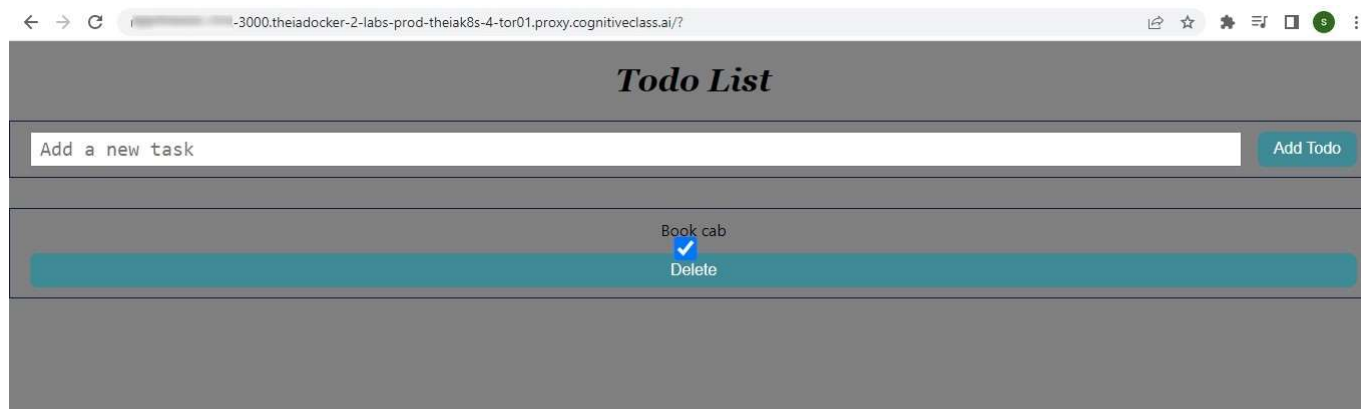 -3000.theiadocker-2-labs-prod-theiak8s-4-tor01.proxy.cognitiveclass.ai/?
S
Todo List
Add a new task
Add Todo
Book cab
Delete